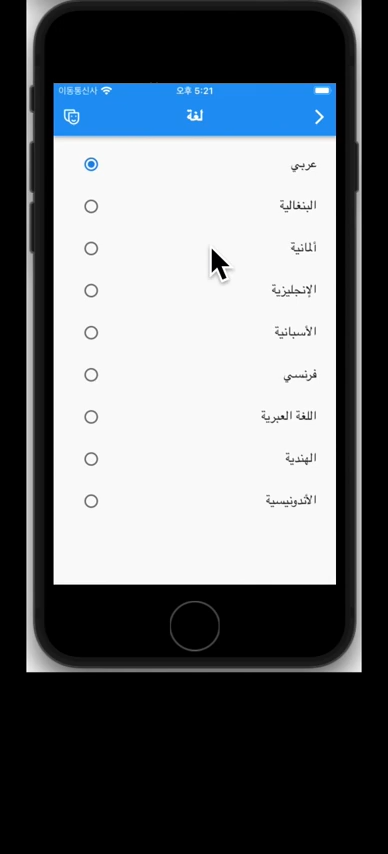 이동통신사 오후 5:21
لغة
عربي
البنغالية
ألمانية
الإنجليزية
الأسبانية
فرنسي
اللغة العبرية
الهندية
الأندونيسية